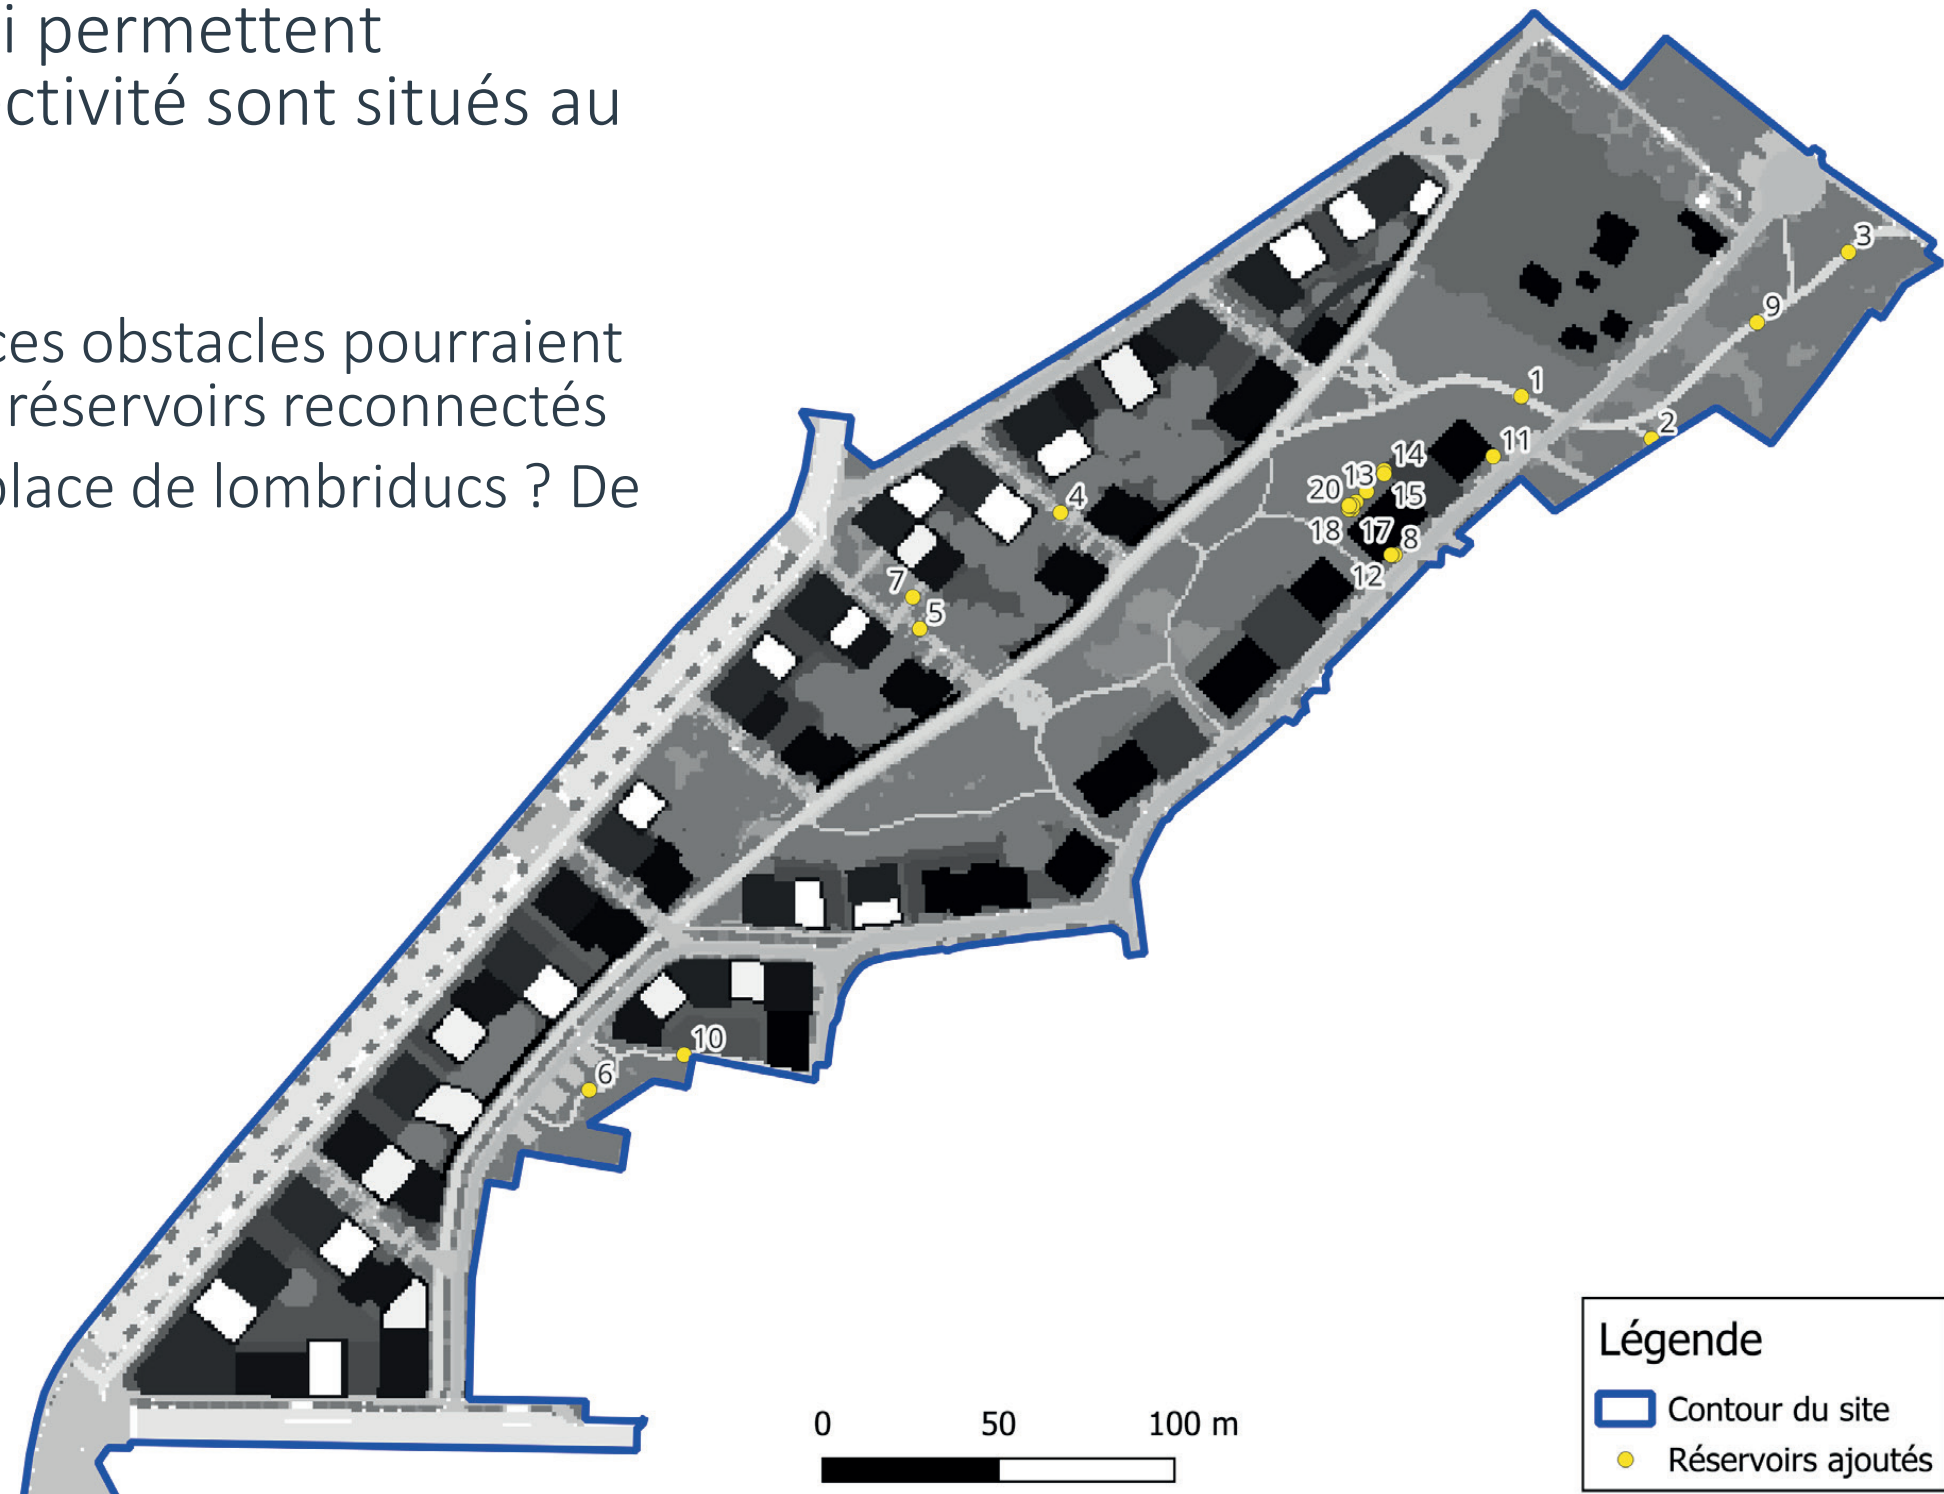 i permettent
ctivité sont situés au
ces obstacles pourraient
réservoirs reconnectés
place de lombriducs ? De
3
9
1
2
14
11
13
20
15
4
18
17
8
12
7
5
10
6
0 50 100 m
Légende
Contour du site
Réservoirs ajoutés